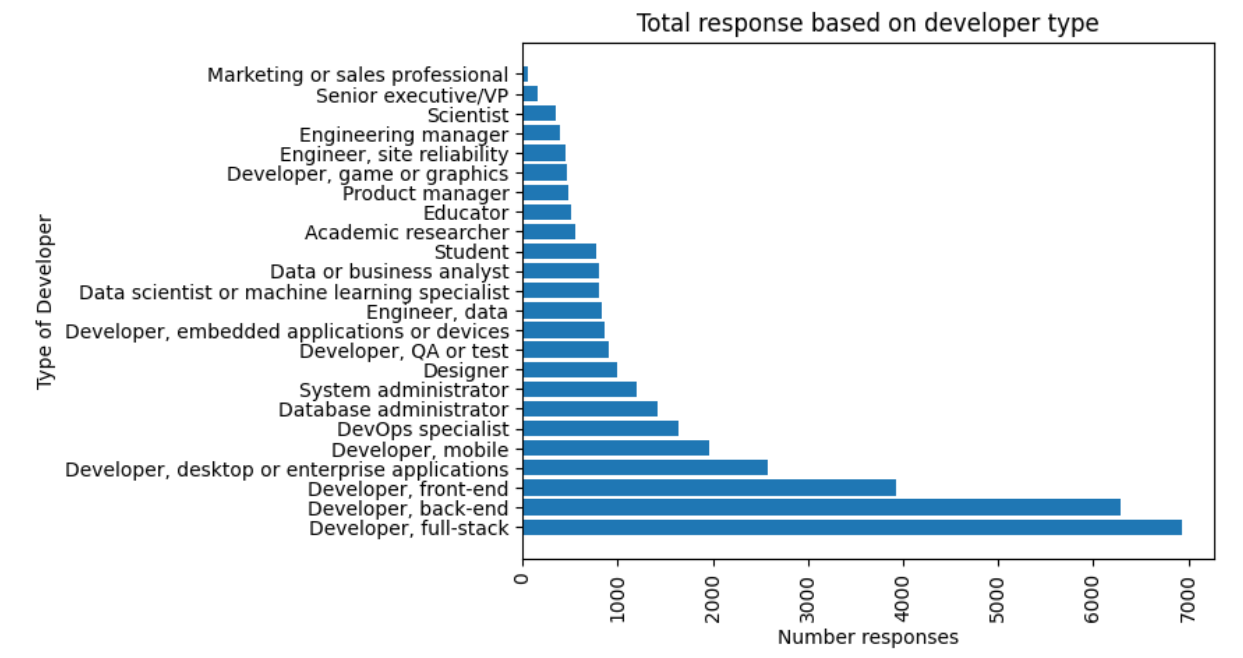 Total response based on developer type
Type of Developer
Marketing or sales professional
Senior executive/VP
Scientist
Engineering manager
Engineer, site reliability
Developer, game or graphics
Product manager
Educator
Academic researcher
Student
Data or business analyst
Data scientist or machine learning specialist
Engineer, data
Developer, embedded applications or devices
Developer, QA or test
Designer
System administrator
Database administrator
DevOps specialist
Developer, mobile
Developer, desktop or enterprise applications
Developer, front-end
Developer, back-end
Developer, full-stack
0
1000
2000
3000
4000
5000
6000
7000
Number responses